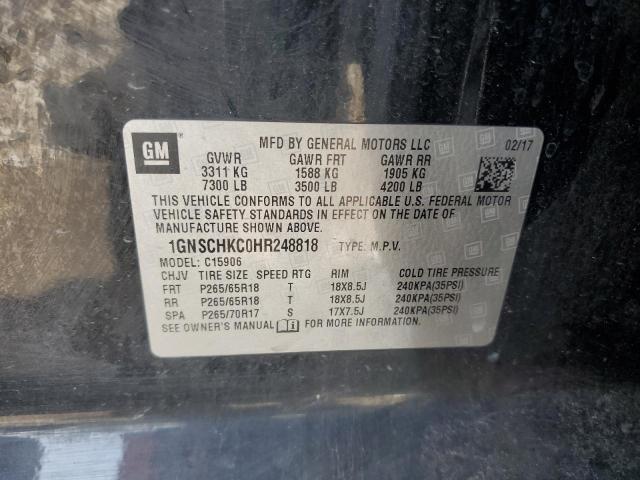 GM
MFD BY GENERAL MOTORS LLC 02/17
GVWR GAWR FRT GAWR RR
3311 KG 1588 KG 1905 KG
7300 LB 3500 LB 4200 LB
THIS VEHICLE CONFORMS TO ALL APPLICABLE U.S. FEDERAL MOTOR
VEHICLE SAFETY STANDARDS IN EFFECT ON THE DATE OF
MANUFACTURE SHOWN ABOVE.
1GNSCHKC0HR248818 TYPE: M.P.V.
MODEL: C15906
CHJV TIRE SIZE SPEED RTG RIM COLD TIRE PRESSURE
FRT P265/65R18 T 18X8.5J 240KPA(35PSI)
RR P265/65R18 T 18X8.5J 240KPA(35PSI)
SPA P265/70R17 S 17X7.5J 240KPA(35PSI)
SEE OWNER'S MANUAL FOR MORE INFORMATION.